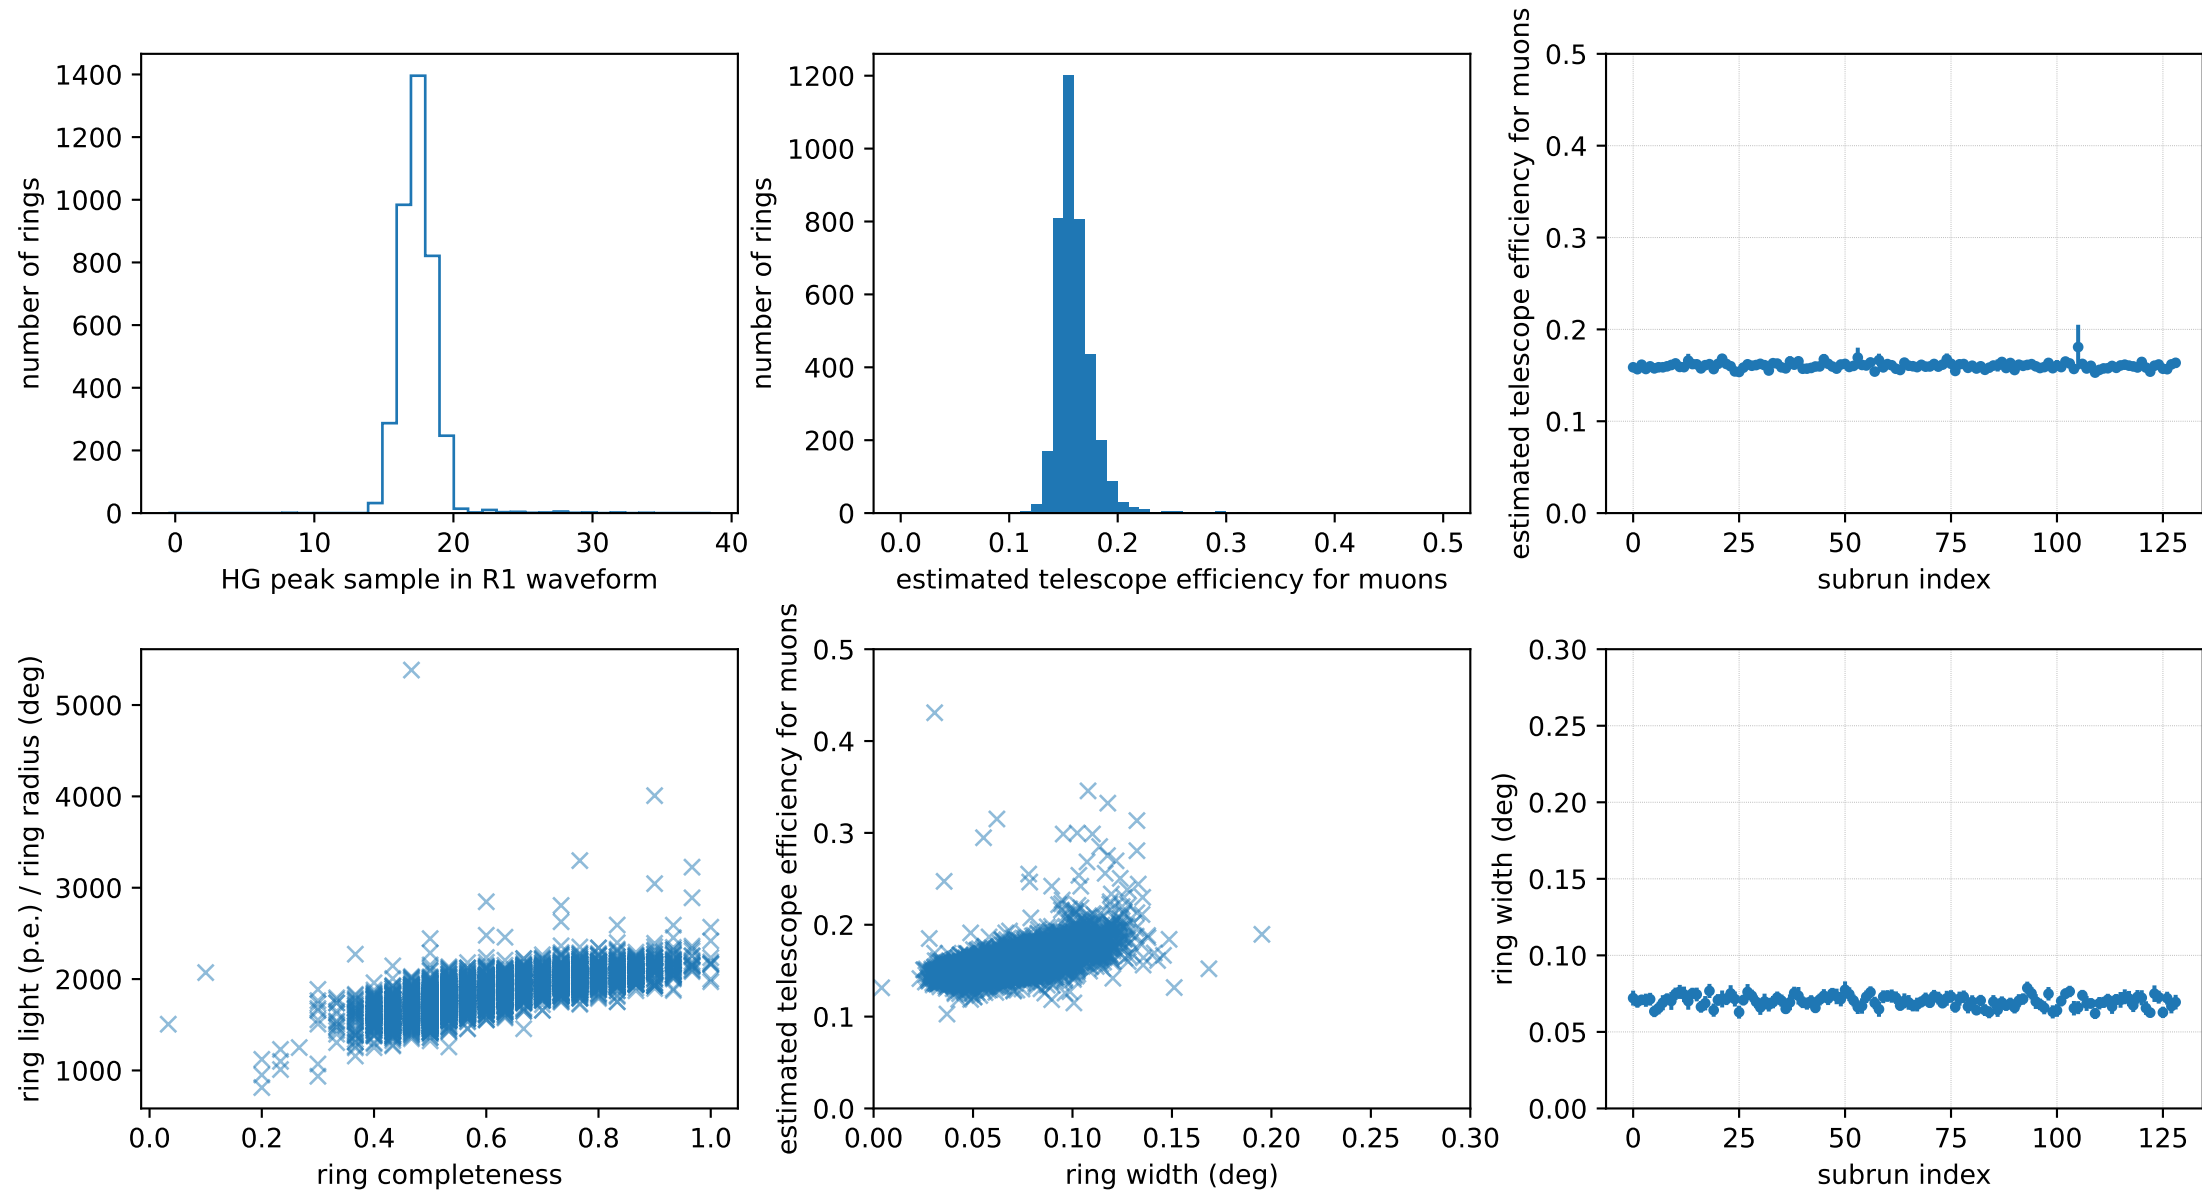 number of rings
1400
1200
1000
800
600
400
200
0
0 10 20 30 40
HG peak sample in R1 waveform
number of rings
1200
1000
800
600
400
200
0
0.0 0.1 0.2 0.3 0.4 0.5
estimated telescope efficiency for muons
estimated telescope efficiency for muons
0.5
0.4
0.3
0.2
0.1
0.0
0 25 50 75 100 125
subrun index
ring light (p.e.) / ring radius (deg)
5000
4000
3000
2000
1000
0.0 0.2 0.4 0.6 0.8 1.0
ring completeness
estimated telescope efficiency for muons
0.5
0.4
0.3
0.2
0.1
0.0
0.00 0.05 0.10 0.15 0.20 0.25 0.30
ring width (deg)
ring width (deg)
0.30
0.25
0.20
0.15
0.10
0.05
0.00
0 25 50 75 100 125
subrun index